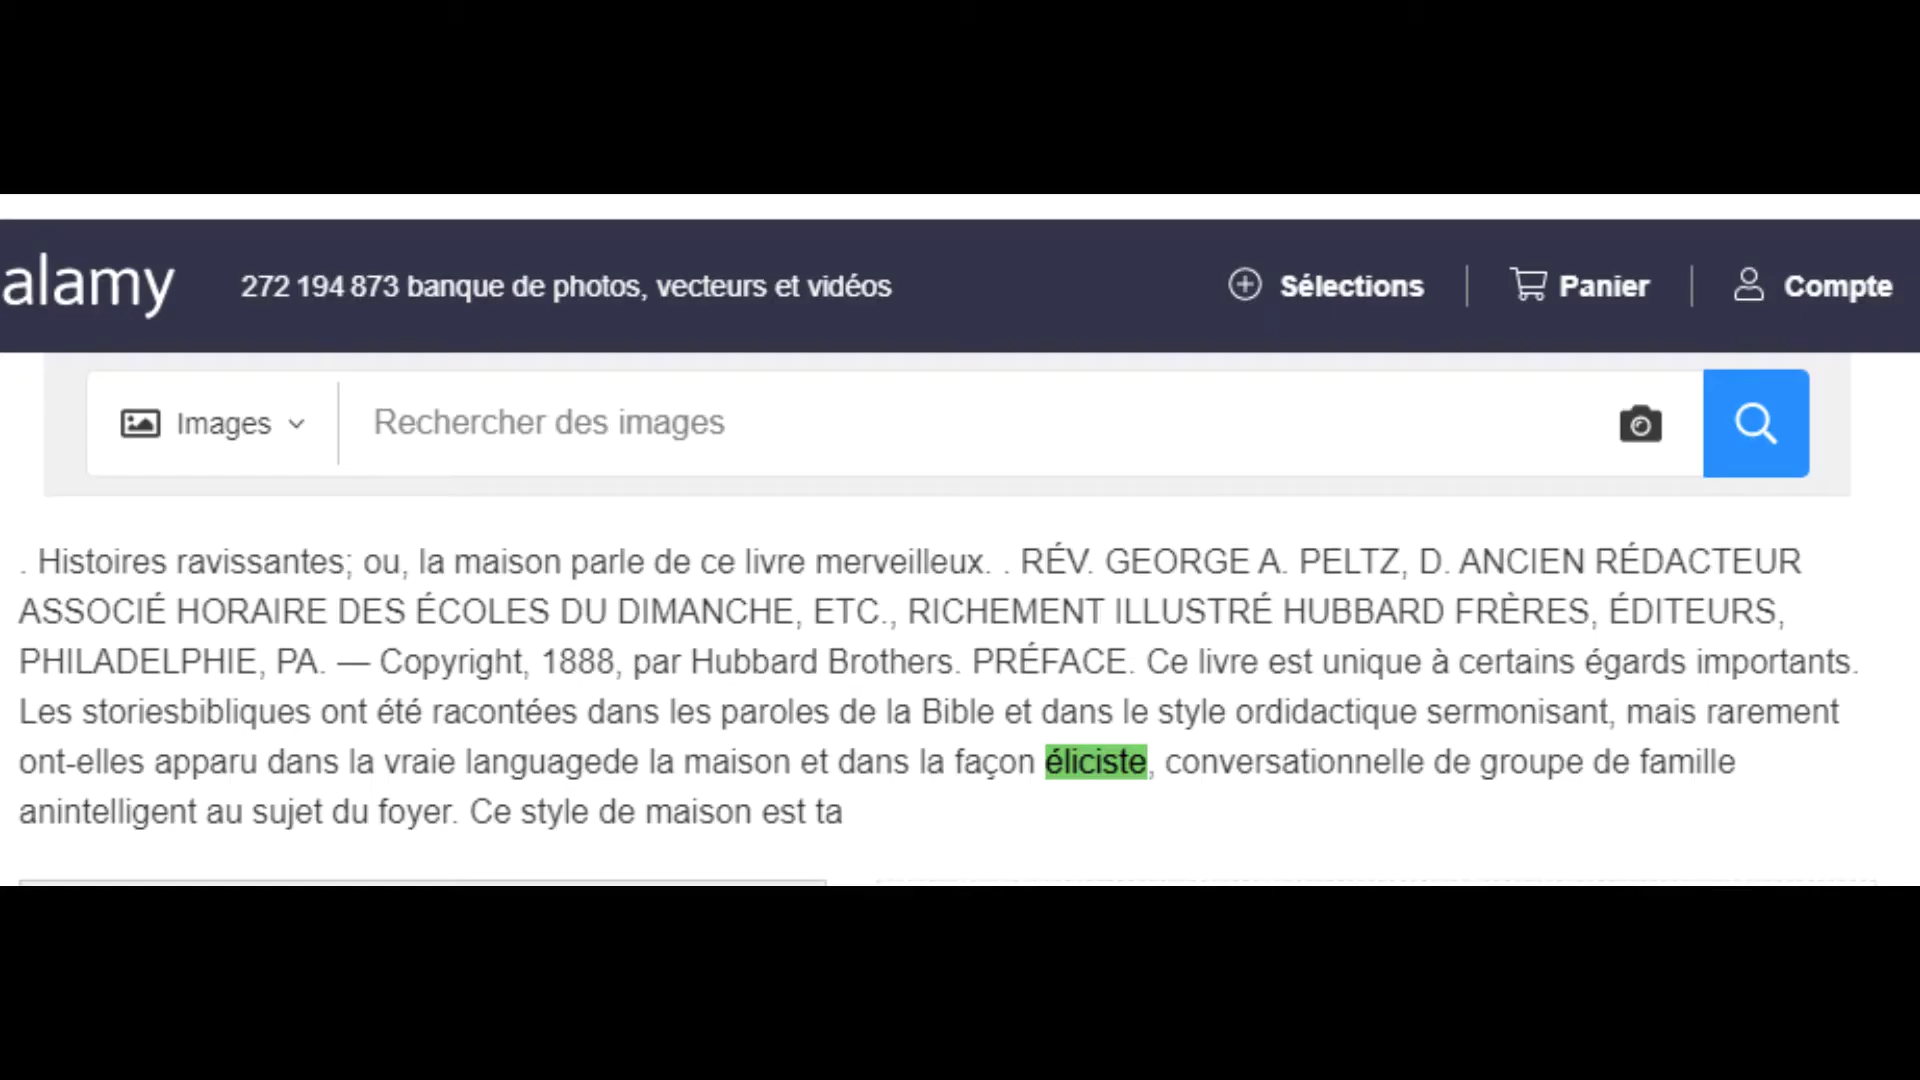 alamy 272 194 873 banque de photos, vecteurs et vidéos Sélections Panier Compte
Images Rechercher des images
. Histoires ravissantes; ou, la maison parle de ce livre merveilleux. . RÉV. GEORGE A. PELTZ, D. ANCIEN RÉDACTEUR
ASSOCIÉ HORAIRE DES ÉCOLES DU DIMANCHE, ETC., RICHEMENT ILLUSTRÉ HUBBARD FRÈRES, ÉDITEURS,
PHILADELPHIE, PA. — Copyright, 1888, par Hubbard Brothers. PRÉFACE. Ce livre est unique à certains égards importants.
Les storiesbibliques ont été racontées dans les paroles de la Bible et dans le style ordidactique sermonisant, mais rarement
ont-elles apparu dans la vraie languagede la maison et dans la façon éliciste, conversationnelle de groupe de famille
anintelligent au sujet du foyer. Ce style de maison est ta